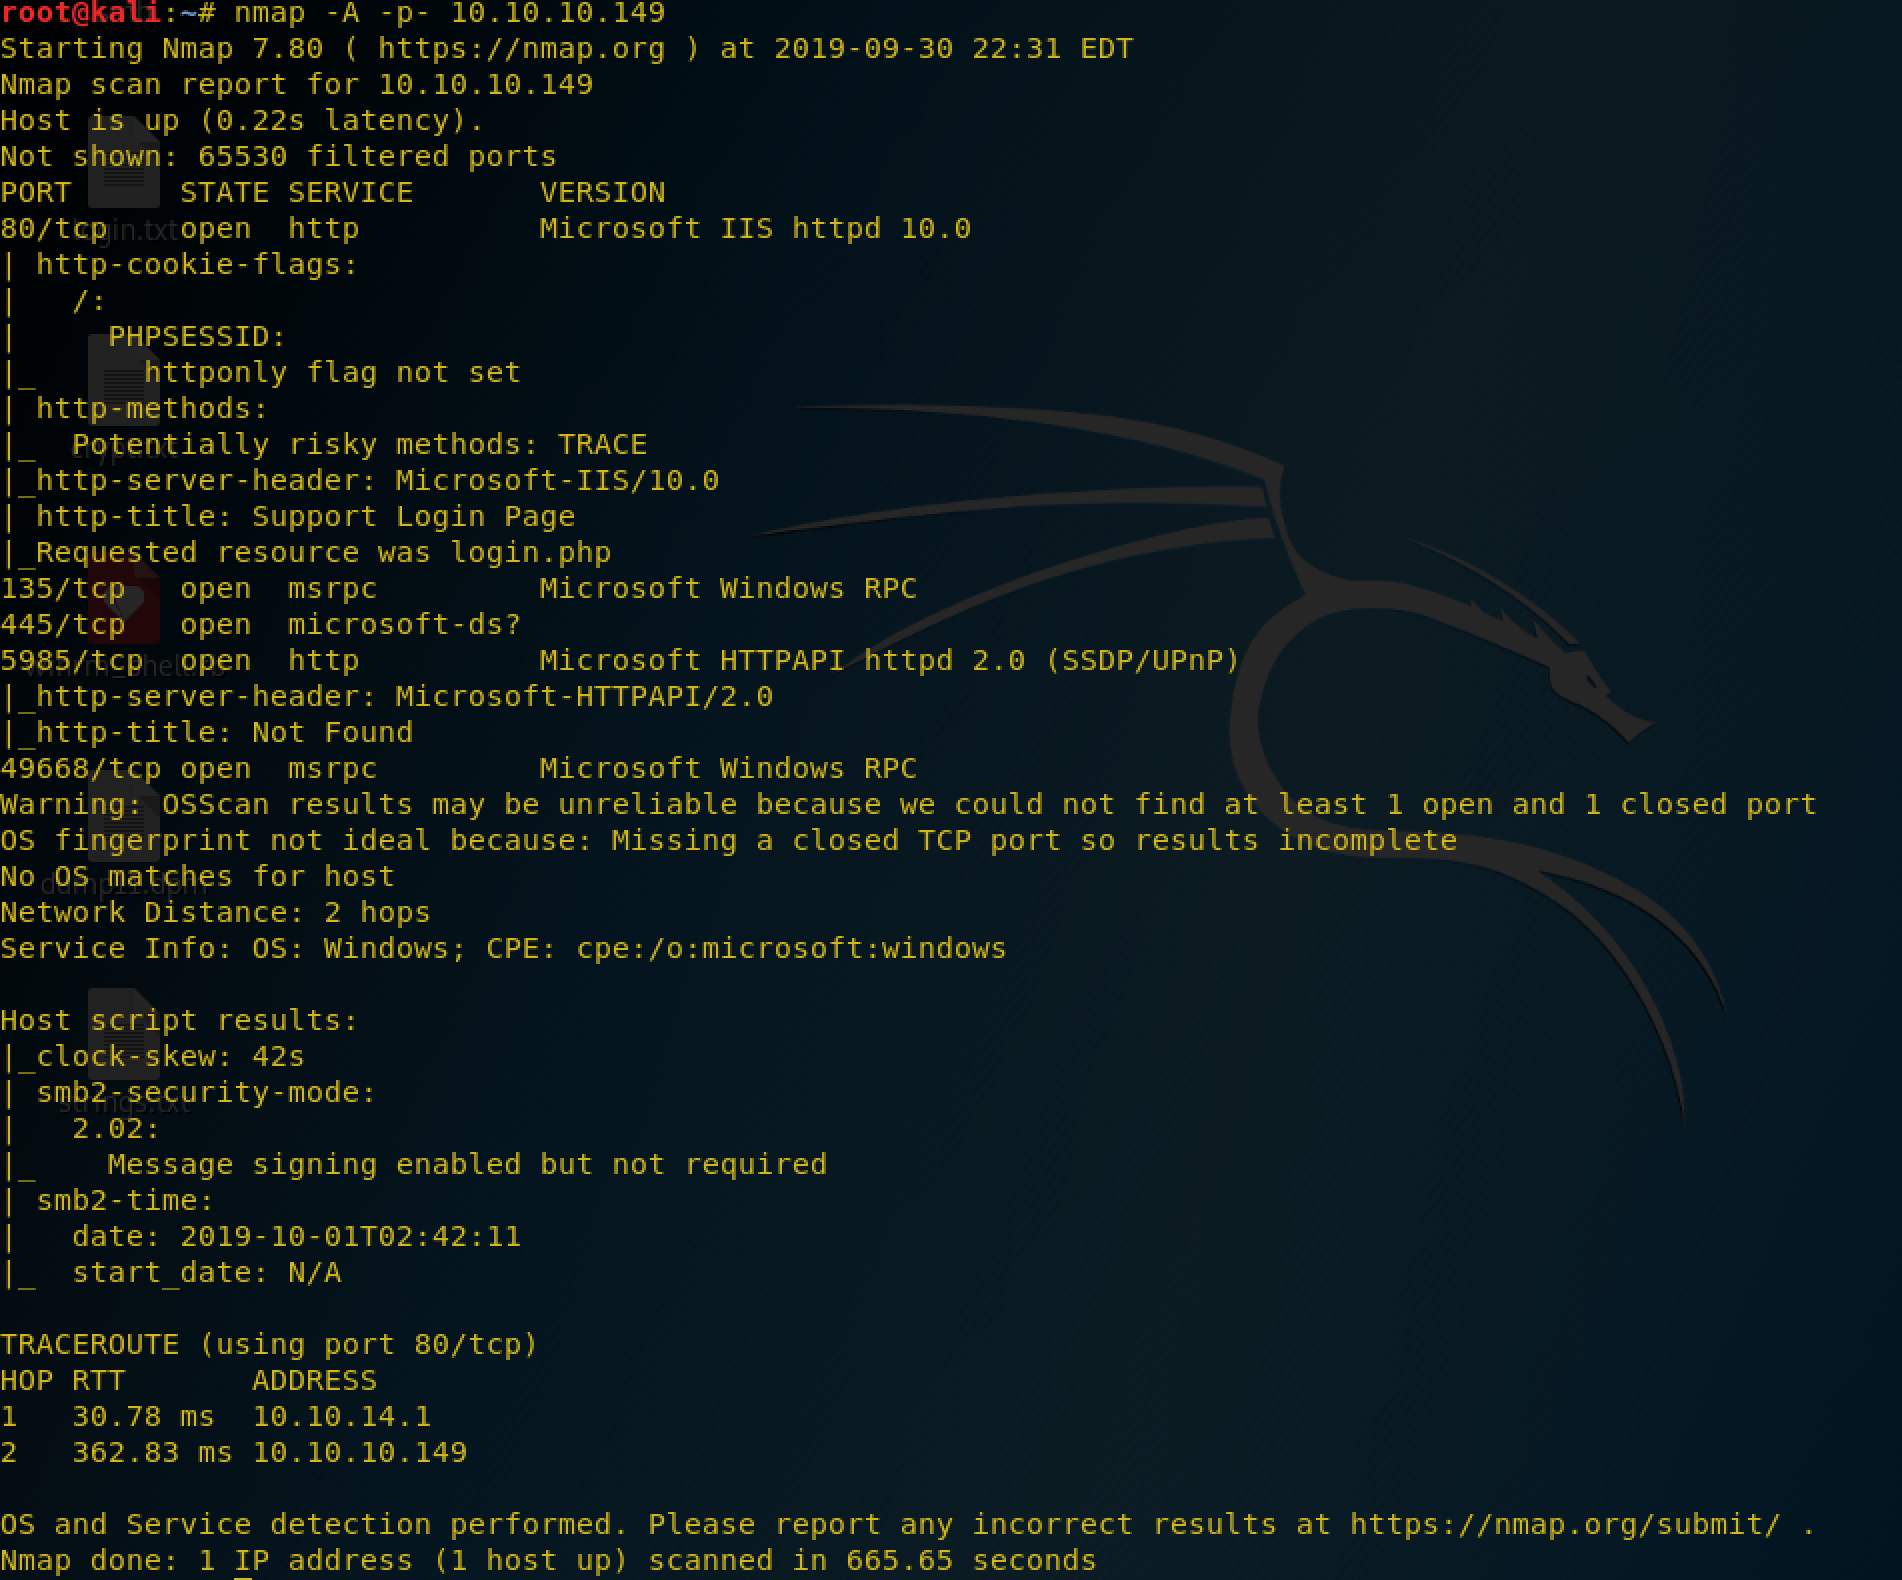 root@kali:~# nmap -A -p- 10.10.10.149
Starting Nmap 7.80 ( https://nmap.org ) at 2019-09-30 22:31 EDT
Nmap scan report for 10.10.10.149
Host is up (0.22s latency).
Not shown: 65530 filtered ports
PORT      STATE SERVICE       VERSION
80/tcp    open  http          Microsoft IIS httpd 10.0
login.txt
| http-cookie-flags:
|   /:
|     PHPSESSID:
|_      httponly flag not set
| http-methods:
|_  Potentially risky methods: TRACE
|_http-server-header: Microsoft-IIS/10.0
| http-title: Support Login Page
|_Requested resource was login.php
135/tcp   open  msrpc         Microsoft Windows RPC
445/tcp   open  microsoft-ds?
5985/tcp  open  http          Microsoft HTTPAPI httpd 2.0 (SSDP/UPnP)
winrm_shell.rb
|_http-server-header: Microsoft-HTTPAPI/2.0
|_http-title: Not Found
49668/tcp open  msrpc         Microsoft Windows RPC
Warning: OSScan results may be unreliable because we could not find at least 1 open and 1 closed port
OS fingerprint not ideal because: Missing a closed TCP port so results incomplete
No OS matches for host
Network Distance: 2 hops
Service Info: OS: Windows; CPE: cpe:/o:microsoft:windows

Host script results:
|_clock-skew: 42s
| smb2-security-mode:
strings.txt
|   2.02:
|_    Message signing enabled but not required
| smb2-time:
|   date: 2019-10-01T02:42:11
|_  start_date: N/A

TRACEROUTE (using port 80/tcp)
HOP RTT       ADDRESS
1   30.78 ms  10.10.14.1
2   362.83 ms 10.10.10.149

OS and Service detection performed. Please report any incorrect results at https://nmap.org/submit/ .
Nmap done: 1 IP address (1 host up) scanned in 665.65 seconds